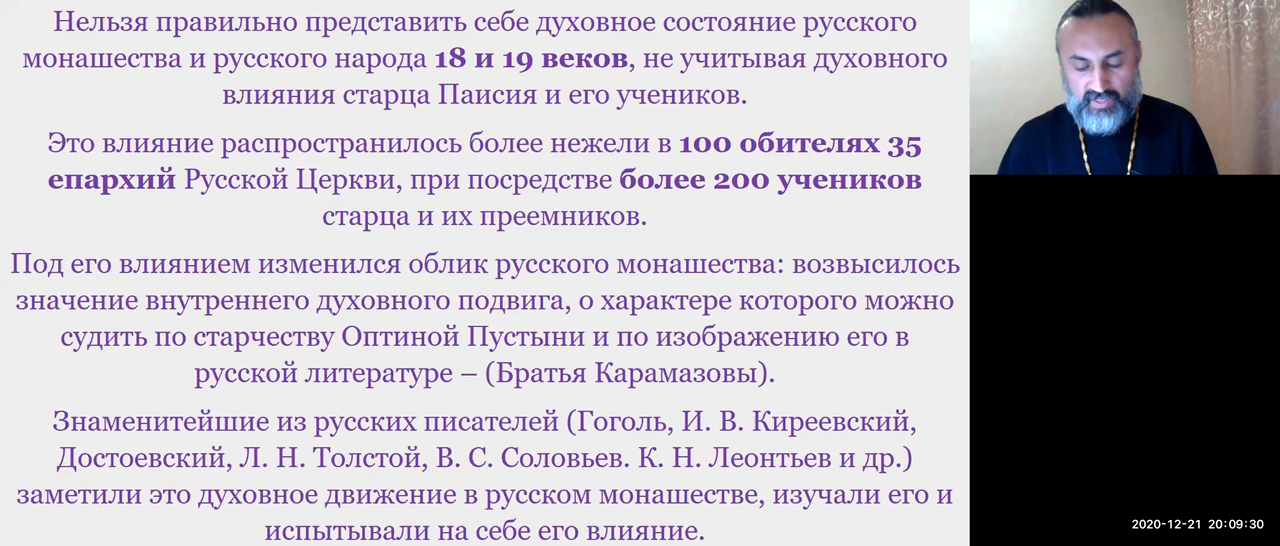 Нельзя правильно представить себе духовное состояние русского
монашества и русского народа 18 и 19 веков, не учитывая духовного
влияния старца Паисия и его учеников.
Это влияние распространилось более нежели в 100 обителях 35
епархий Русской Церкви, при посредстве более 200 учеников
старца и их преемников.
Под его влиянием изменился облик русского монашества: возвысилось
значение внутреннего духовного подвига, о характере которого можно
судить по старчеству Оптиной Пустыни и по изображению его в
русской литературе – (Братья Карамазовы).
Знаменитейшие из русских писателей (Гоголь, И. В. Киреевский,
Достоевский, Л. Н. Толстой, В. С. Соловьев. К. Н. Леонтьев и др.)
заметили это духовное движение в русском монашестве, изучали его и
испытывали на себе его влияние.
2020-12-21 20:09:30